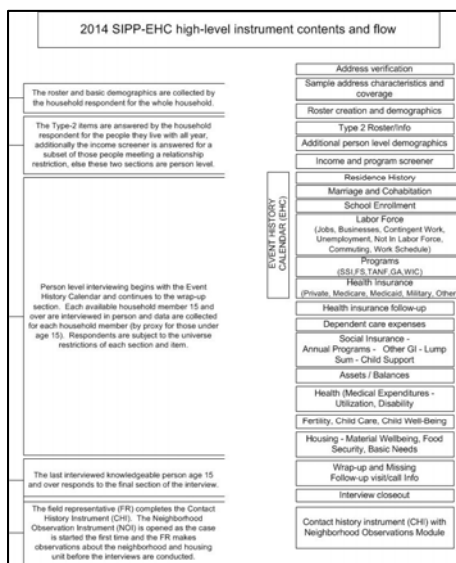 2014 SIPP-EHC high-level instrument contents and flow
The roster and basic demographics are collected by
the household respondent for the whole household.
The Type-2 items are answered by the household
respondent for the people they live with all year,
additionally the income screener is answered for a
subset of those people meeting a relationship
restriction, else these two sections are person level.
Person level interviewing begins with the Event
History Calendar and continues to the wrap-up
section. Each available household member 15 and
over are interviewed in person and data are collected
for each household member (by proxy for those under
age 15). Respondents are subject to the universe
restrictions of each section and item.
The last interviewed knowledgeable person age 15
and over responds to the final section of the interview.
The field representative (FR) completes the Contact
History Instrument (CHI). The Neighborhood
Observation Instrument (NOI) is opened as the case
is started the first time and the FR makes
observations about the neighborhood and housing
unit before the interviews are conducted.
Address verification
Sample address characteristics and
coverage
Roster creation and demographics
Type 2 Roster/Info
Additional person level demographics
Income and program screener
EVENT HISTORY
CALENDAR (EHC)
Residence History
Marriage and Cohabitation
School Enrollment
Labor Force
(Jobs, Businesses, Contingent Work,
Unemployment, Not In Labor Force,
Commuting, Work Schedule)
Programs
(SSI,FS,TANF,GA,WIC)
Health Insurance
(Private, Medicare, Medicaid, Military, Other)
Health insurance follow-up
Dependent care expenses
Social Insurance -
Annual Programs - Other GI - Lump
Sum - Child Support
Assets / Balances
Health (Medical Expenditures -
Utilization, Disability
Fertility, Child Care, Child Well-Being
Housing - Material Wellbeing, Food
Security, Basic Needs
Wrap-up and Missing
Follow-up visit/call Info
Interview closeout
Contact history instrument (CHI) with
Neighborhood Observations Module